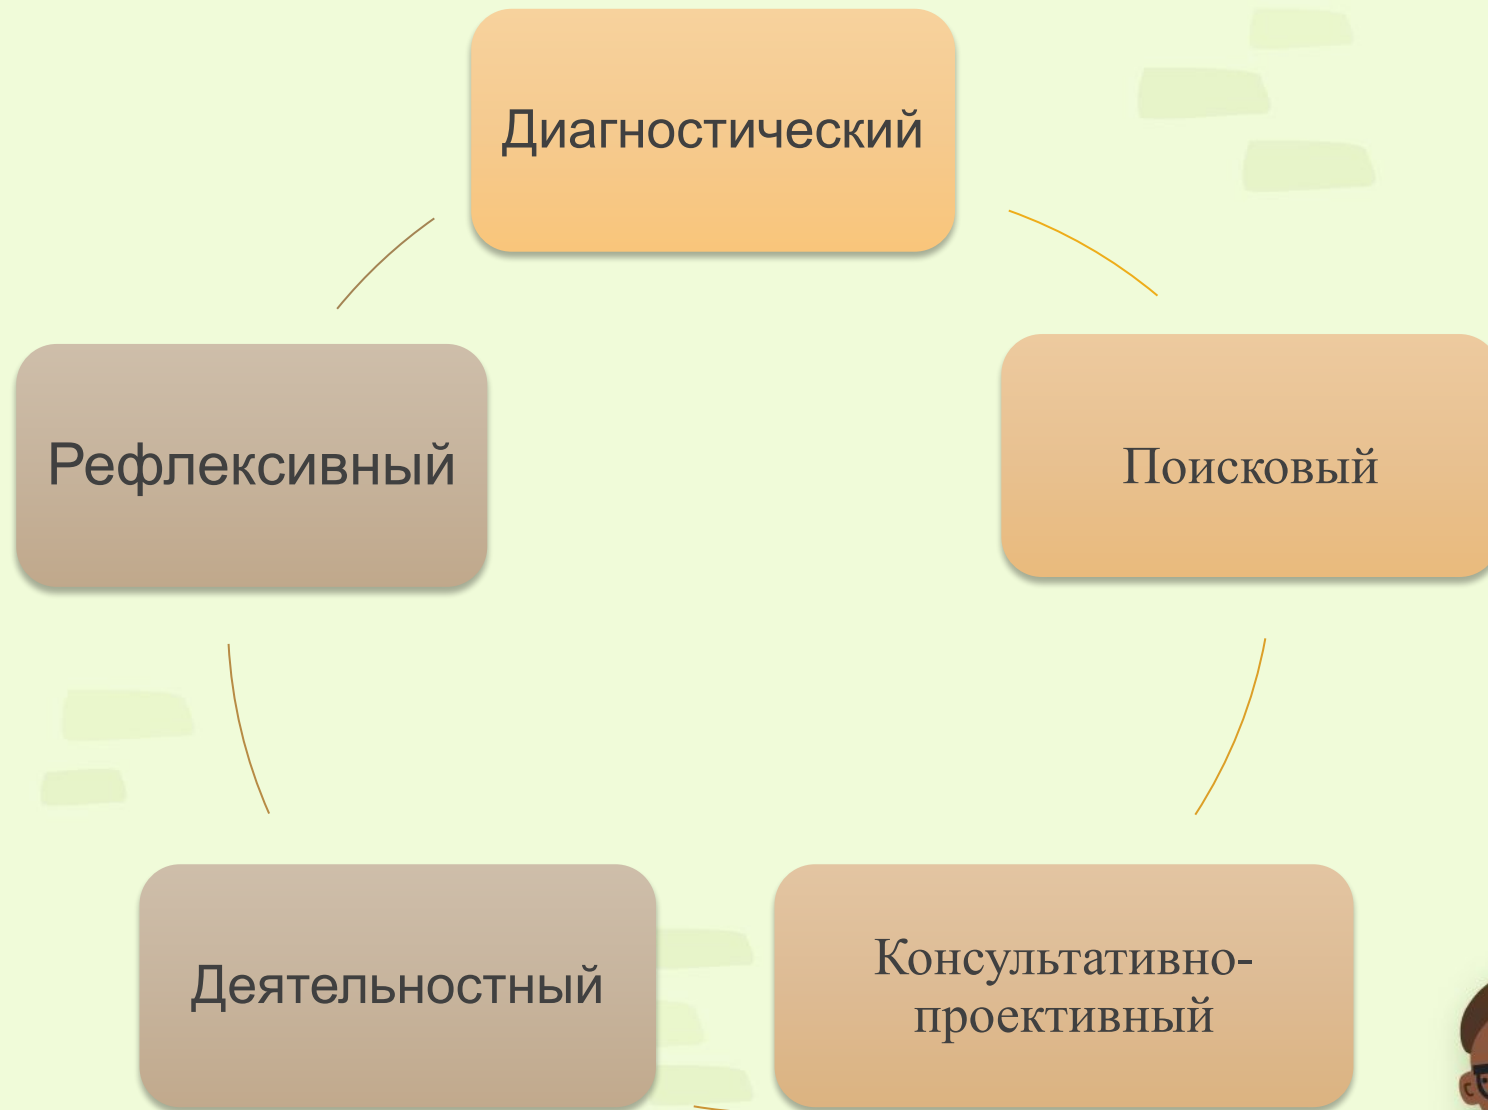 Диагностический
Рефлексивный
Поисковый
Деятельностный
Консультативно-
проективный